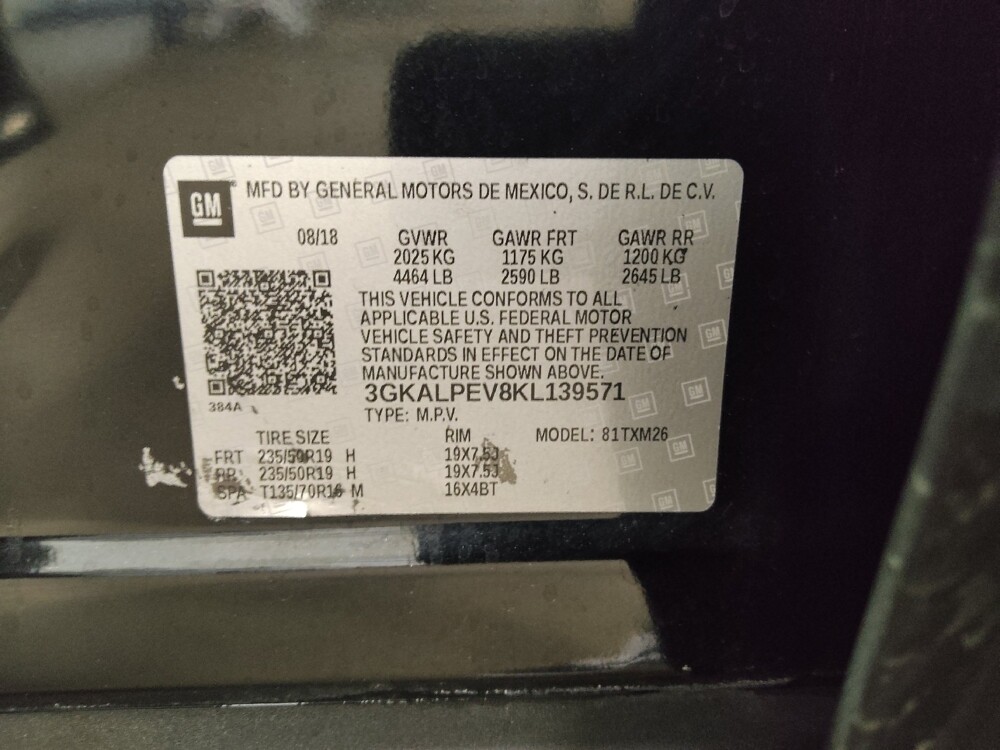 GM
MFD BY GENERAL MOTORS DE MEXICO, S. DE R.L. DE C.V.
08/18 GVWR GAWR FRT GAWR RR
2025 KG 1175 KG 1200 KG
4464 LB 2590 LB 2645 LB
THIS VEHICLE CONFORMS TO ALL
APPLICABLE U.S. FEDERAL MOTOR
VEHICLE SAFETY AND THEFT PREVENTION
STANDARDS IN EFFECT ON THE DATE OF
MANUFACTURE SHOWN ABOVE.
3GKALPEV8KL139571
384A
TYPE: M.P.V.
TIRE SIZE RIM MODEL: 81TXM26
FRT 235/50R19 H 19X7.5J
RR 235/50R19 H 19X7.5J
SPA T135/70R16 M 16X4BT